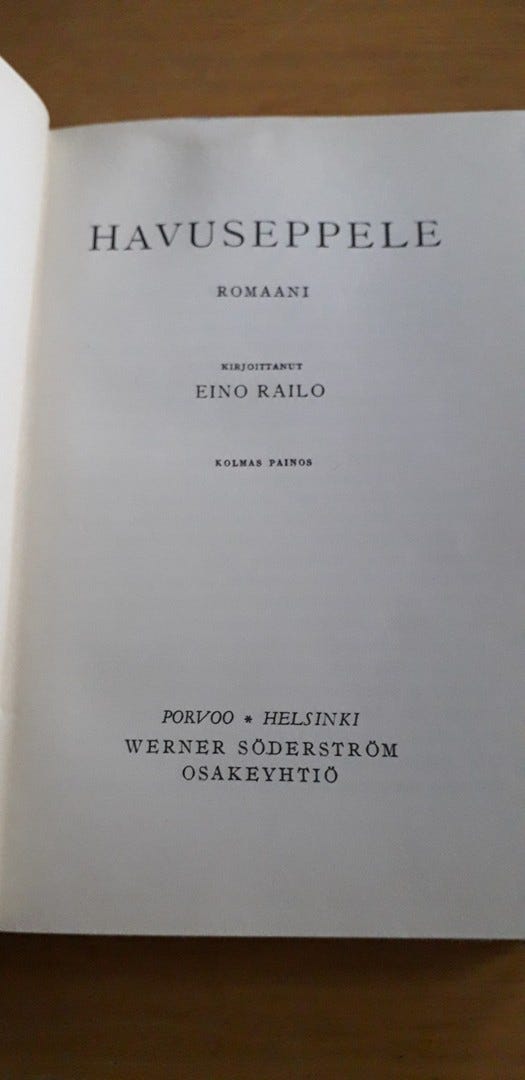 HAVUSEPPELE
ROMAANI
KIRJOITTANUT
EINO RAILO
KOLMAS PAINOS
PORVOO * HELSINKI
WERNER SÖDERSTRÖM
OSAKEYHTIÖ